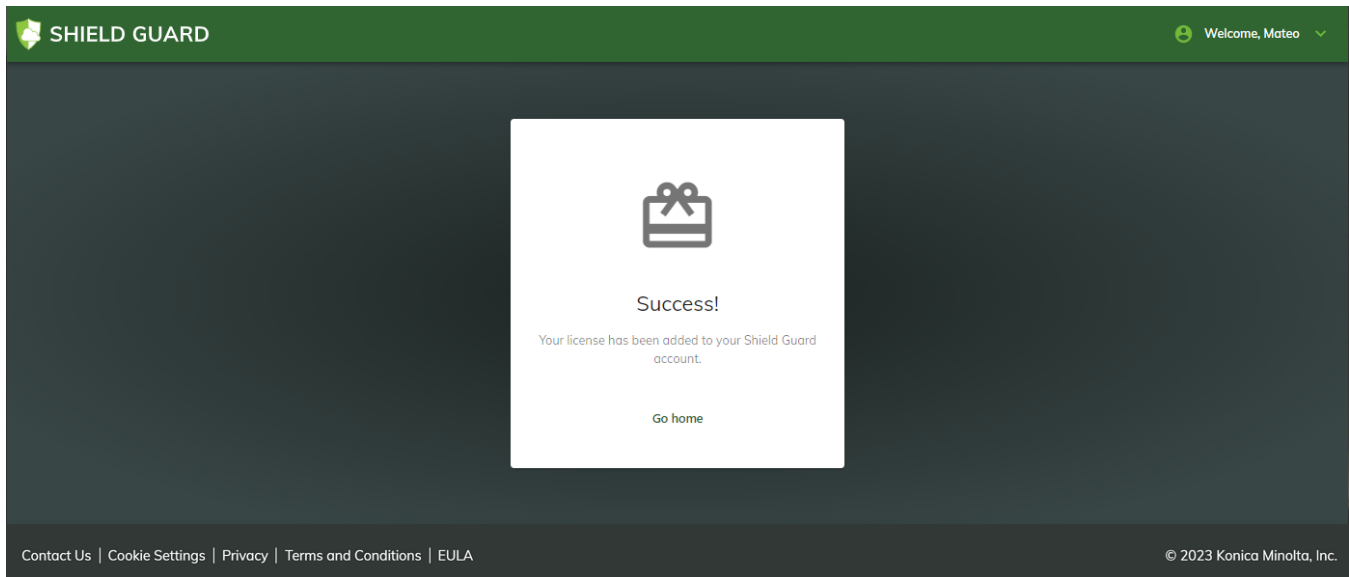 SHIELD GUARD
Welcome, Mateo
Success!
Your license has been added to your Shield Guard
account.
Go home
Contact Us | Cookie Settings | Privacy | Terms and Conditions | EULA
© 2023 Konica Minolta, Inc.